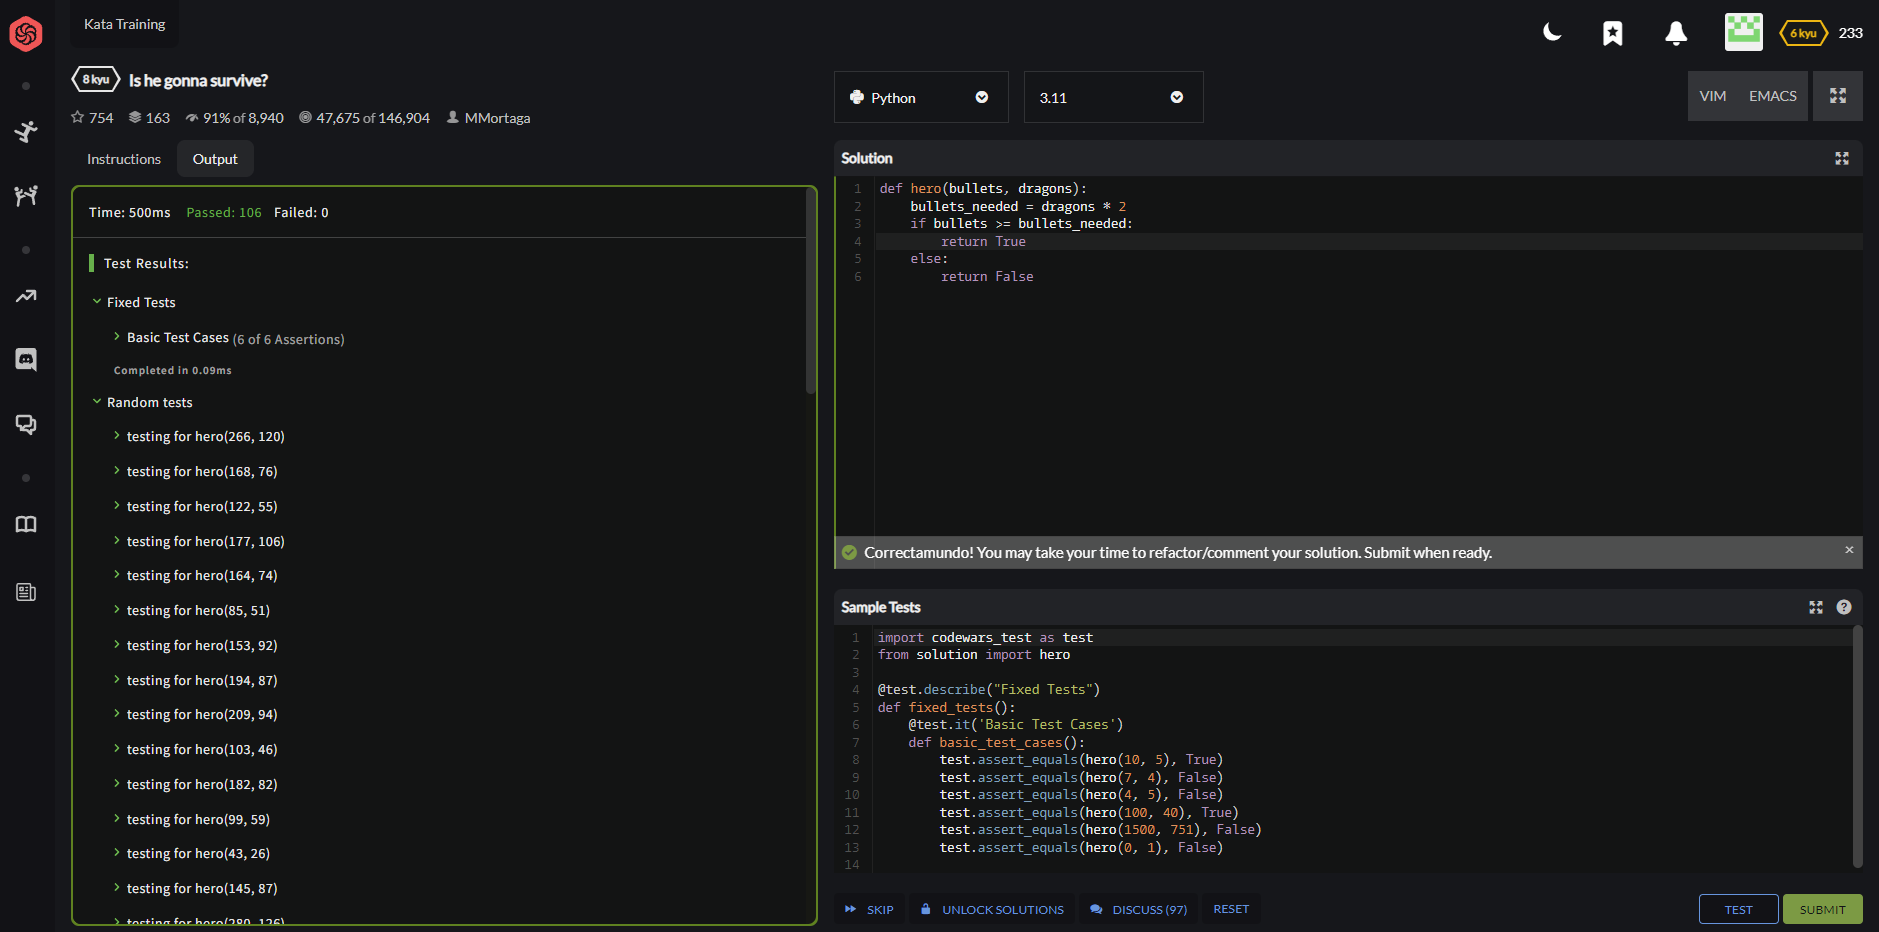 Kata Training
6 kyu 233
8 kyu Is he gonna survive?
754 163 91% of 8,940 47,675 of 146,904 MMortaga
Instructions Output
Time: 500ms Passed: 106 Failed: 0
Test Results:
Fixed Tests
Basic Test Cases (6 of 6 Assertions)
Completed in 0.09ms
Random tests
testing for hero(266, 120)
testing for hero(168, 76)
testing for hero(122, 55)
testing for hero(177, 106)
testing for hero(164, 74)
testing for hero(85, 51)
testing for hero(153, 92)
testing for hero(194, 87)
testing for hero(209, 94)
testing for hero(103, 46)
testing for hero(182, 82)
testing for hero(99, 59)
testing for hero(43, 26)
testing for hero(145, 87)
testing for hero(280, 126)
Python 3.11 VIM EMACS
Solution
1 def hero(bullets, dragons):
2     bullets_needed = dragons * 2
3     if bullets >= bullets_needed:
4         return True
5     else:
6         return False
Correctamundo! You may take your time to refactor/comment your solution. Submit when ready. ×
Sample Tests ?
1 import codewars_test as test
2 from solution import hero
3
4 @test.describe("Fixed Tests")
5 def fixed_tests():
6     @test.it('Basic Test Cases')
7     def basic_test_cases():
8         test.assert_equals(hero(10, 5), True)
9         test.assert_equals(hero(7, 4), False)
10         test.assert_equals(hero(4, 5), False)
11         test.assert_equals(hero(100, 40), True)
12         test.assert_equals(hero(1500, 751), False)
13         test.assert_equals(hero(0, 1), False)
14
SKIP UNLOCK SOLUTIONS DISCUSS (97) RESET TEST SUBMIT